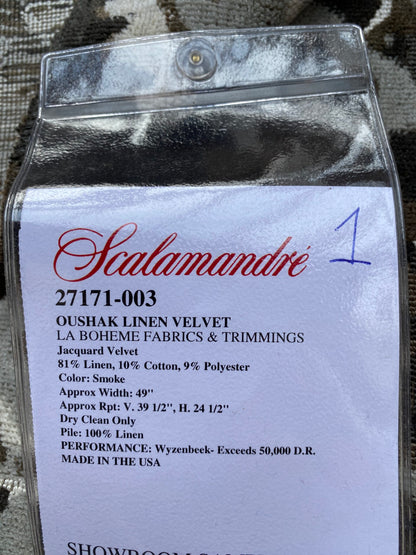 Scalamandré
1
27171-003
OUSHAK LINEN VELVET
LA BOHEME FABRICS & TRIMMINGS
Jacquard Velvet
81% Linen, 10% Cotton, 9% Polyester
Color: Smoke
Approx Width: 49"
Approx Rpt: V. 39 1/2", H. 24 1/2"
Dry Clean Only
Pile: 100% Linen
PERFORMANCE: Wyzenbeek- Exceeds 50,000 D.R.
MADE IN THE USA
SHOWROOM